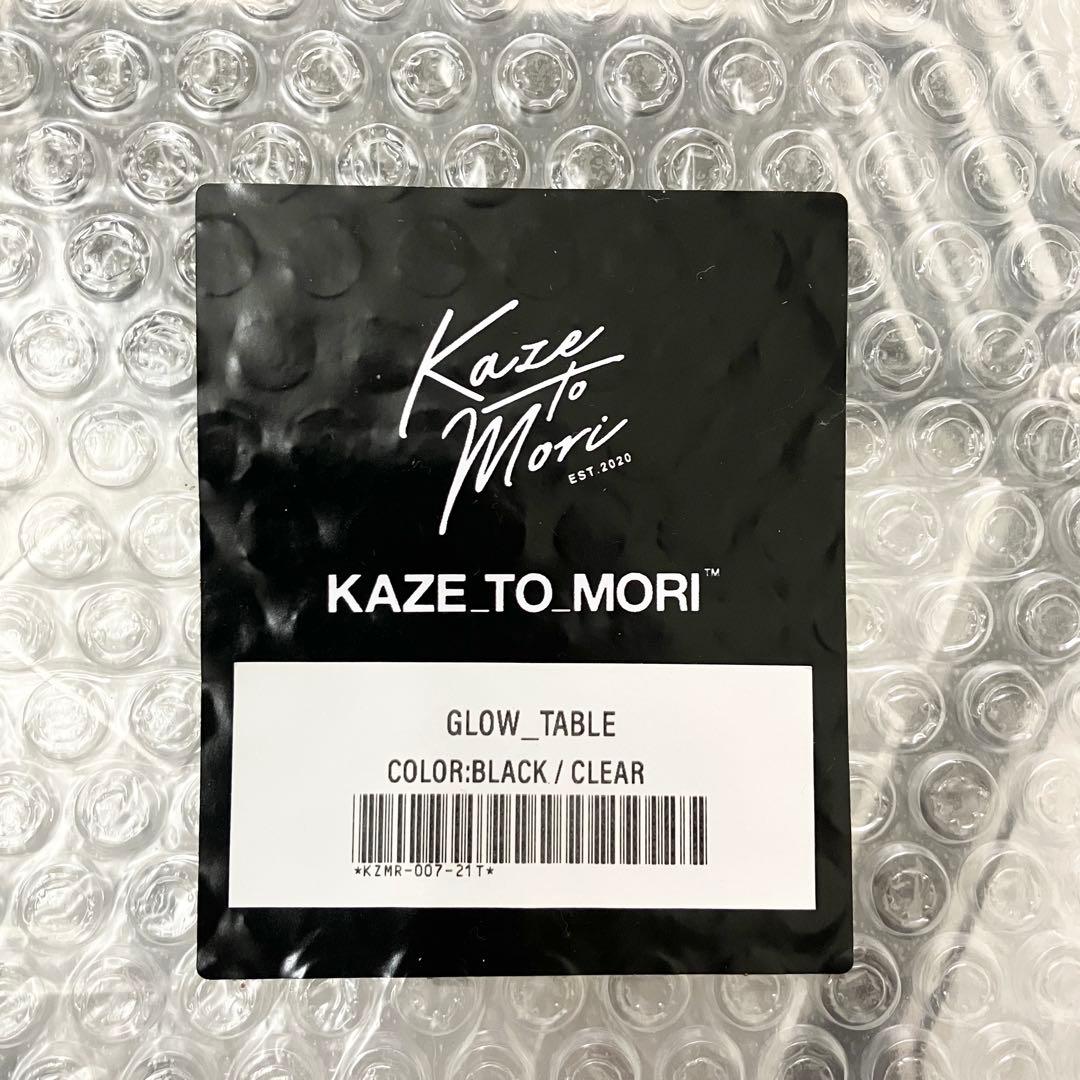 Kaze
to
Mori
EST.2020
KAZE_TO_MORI™
GLOW_TABLE
COLOR:BLACK / CLEAR
*KZMR-007-21T*